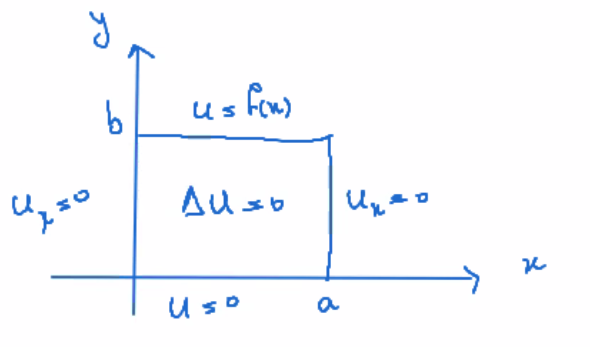 y
u = f(x)
b
u_x = 0
Δu = 0
u_x = 0
x
u = 0
a